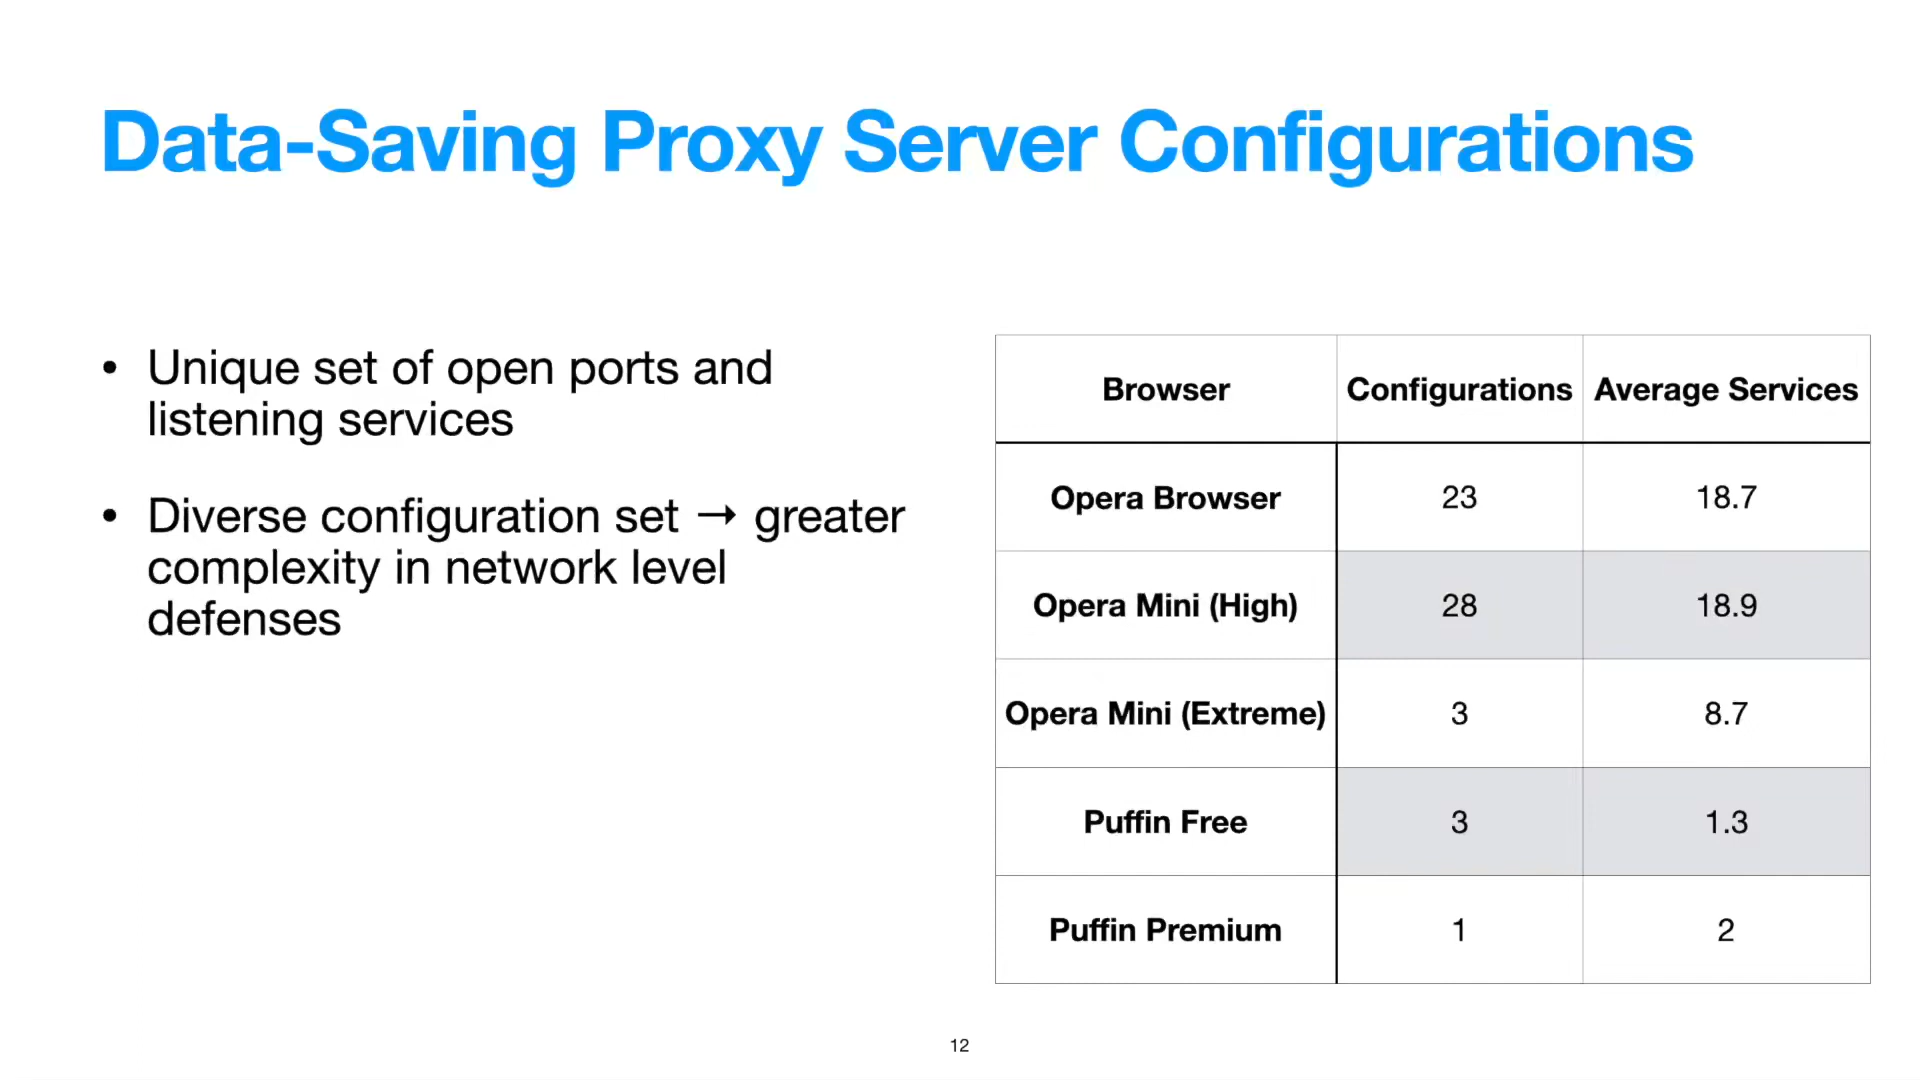 Data-Saving Proxy Server Configurations
• Unique set of open ports and
listening services
• Diverse configuration set → greater
complexity in network level
defenses
Browser Configurations Average Services
Opera Browser 23 18.7
Opera Mini (High) 28 18.9
Opera Mini (Extreme) 3 8.7
Puffin Free 3 1.3
Puffin Premium 1 2
12